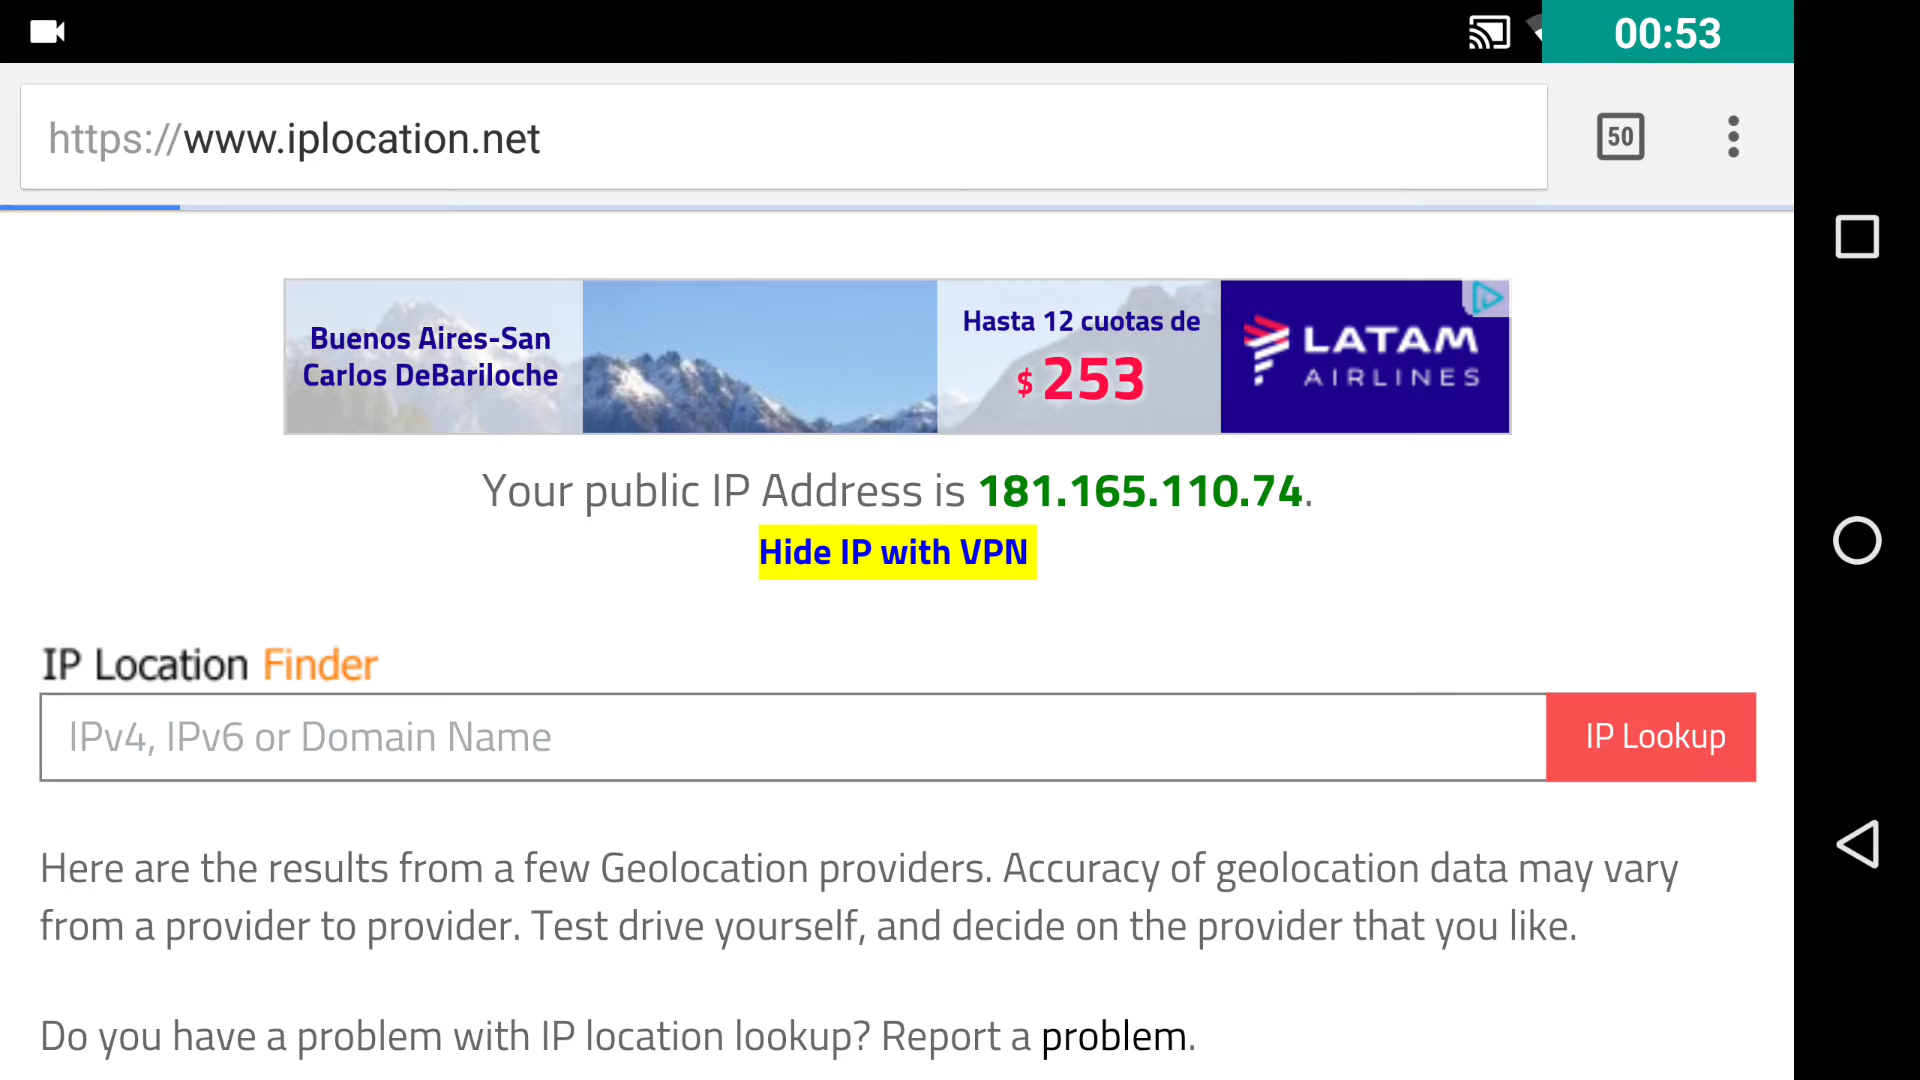 00:53
https://www.iplocation.net
50
Buenos Aires-San
Carlos DeBariloche
Hasta 12 cuotas de
$ 253
LATAM
AIRLINES
Your public IP Address is 181.165.110.74.
Hide IP with VPN
IP Location Finder
IPv4, IPv6 or Domain Name
IP Lookup
Here are the results from a few Geolocation providers. Accuracy of geolocation data may vary
from a provider to provider. Test drive yourself, and decide on the provider that you like.
Do you have a problem with IP location lookup? Report a problem.